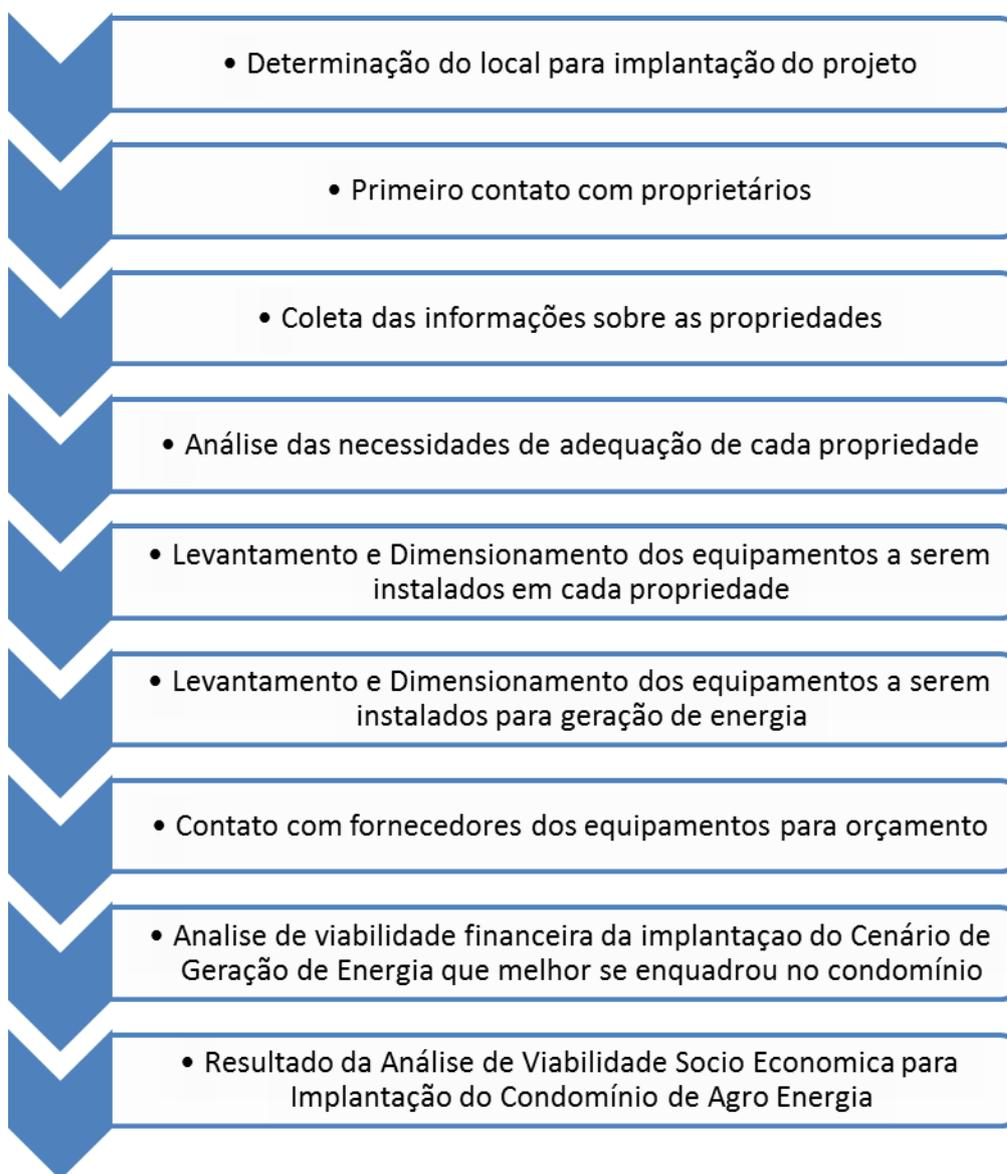 • Determinação do local para implantação do projeto
• Primeiro contato com proprietários
• Coleta das informações sobre as propriedades
• Análise das necessidades de adequação de cada propriedade
• Levantamento e Dimensionamento dos equipamentos a serem
instalados em cada propriedade
• Levantamento e Dimensionamento dos equipamentos a serem
instalados para geração de energia
• Contato com fornecedores dos equipamentos para orçamento
• Analise de viabilidade financeira da implantaçao do Cenário de
Geração de Energia que melhor se enquadrou no condomínio
• Resultado da Análise de Viabilidade Socio Economica para
Implantação do Condomínio de Agro Energia